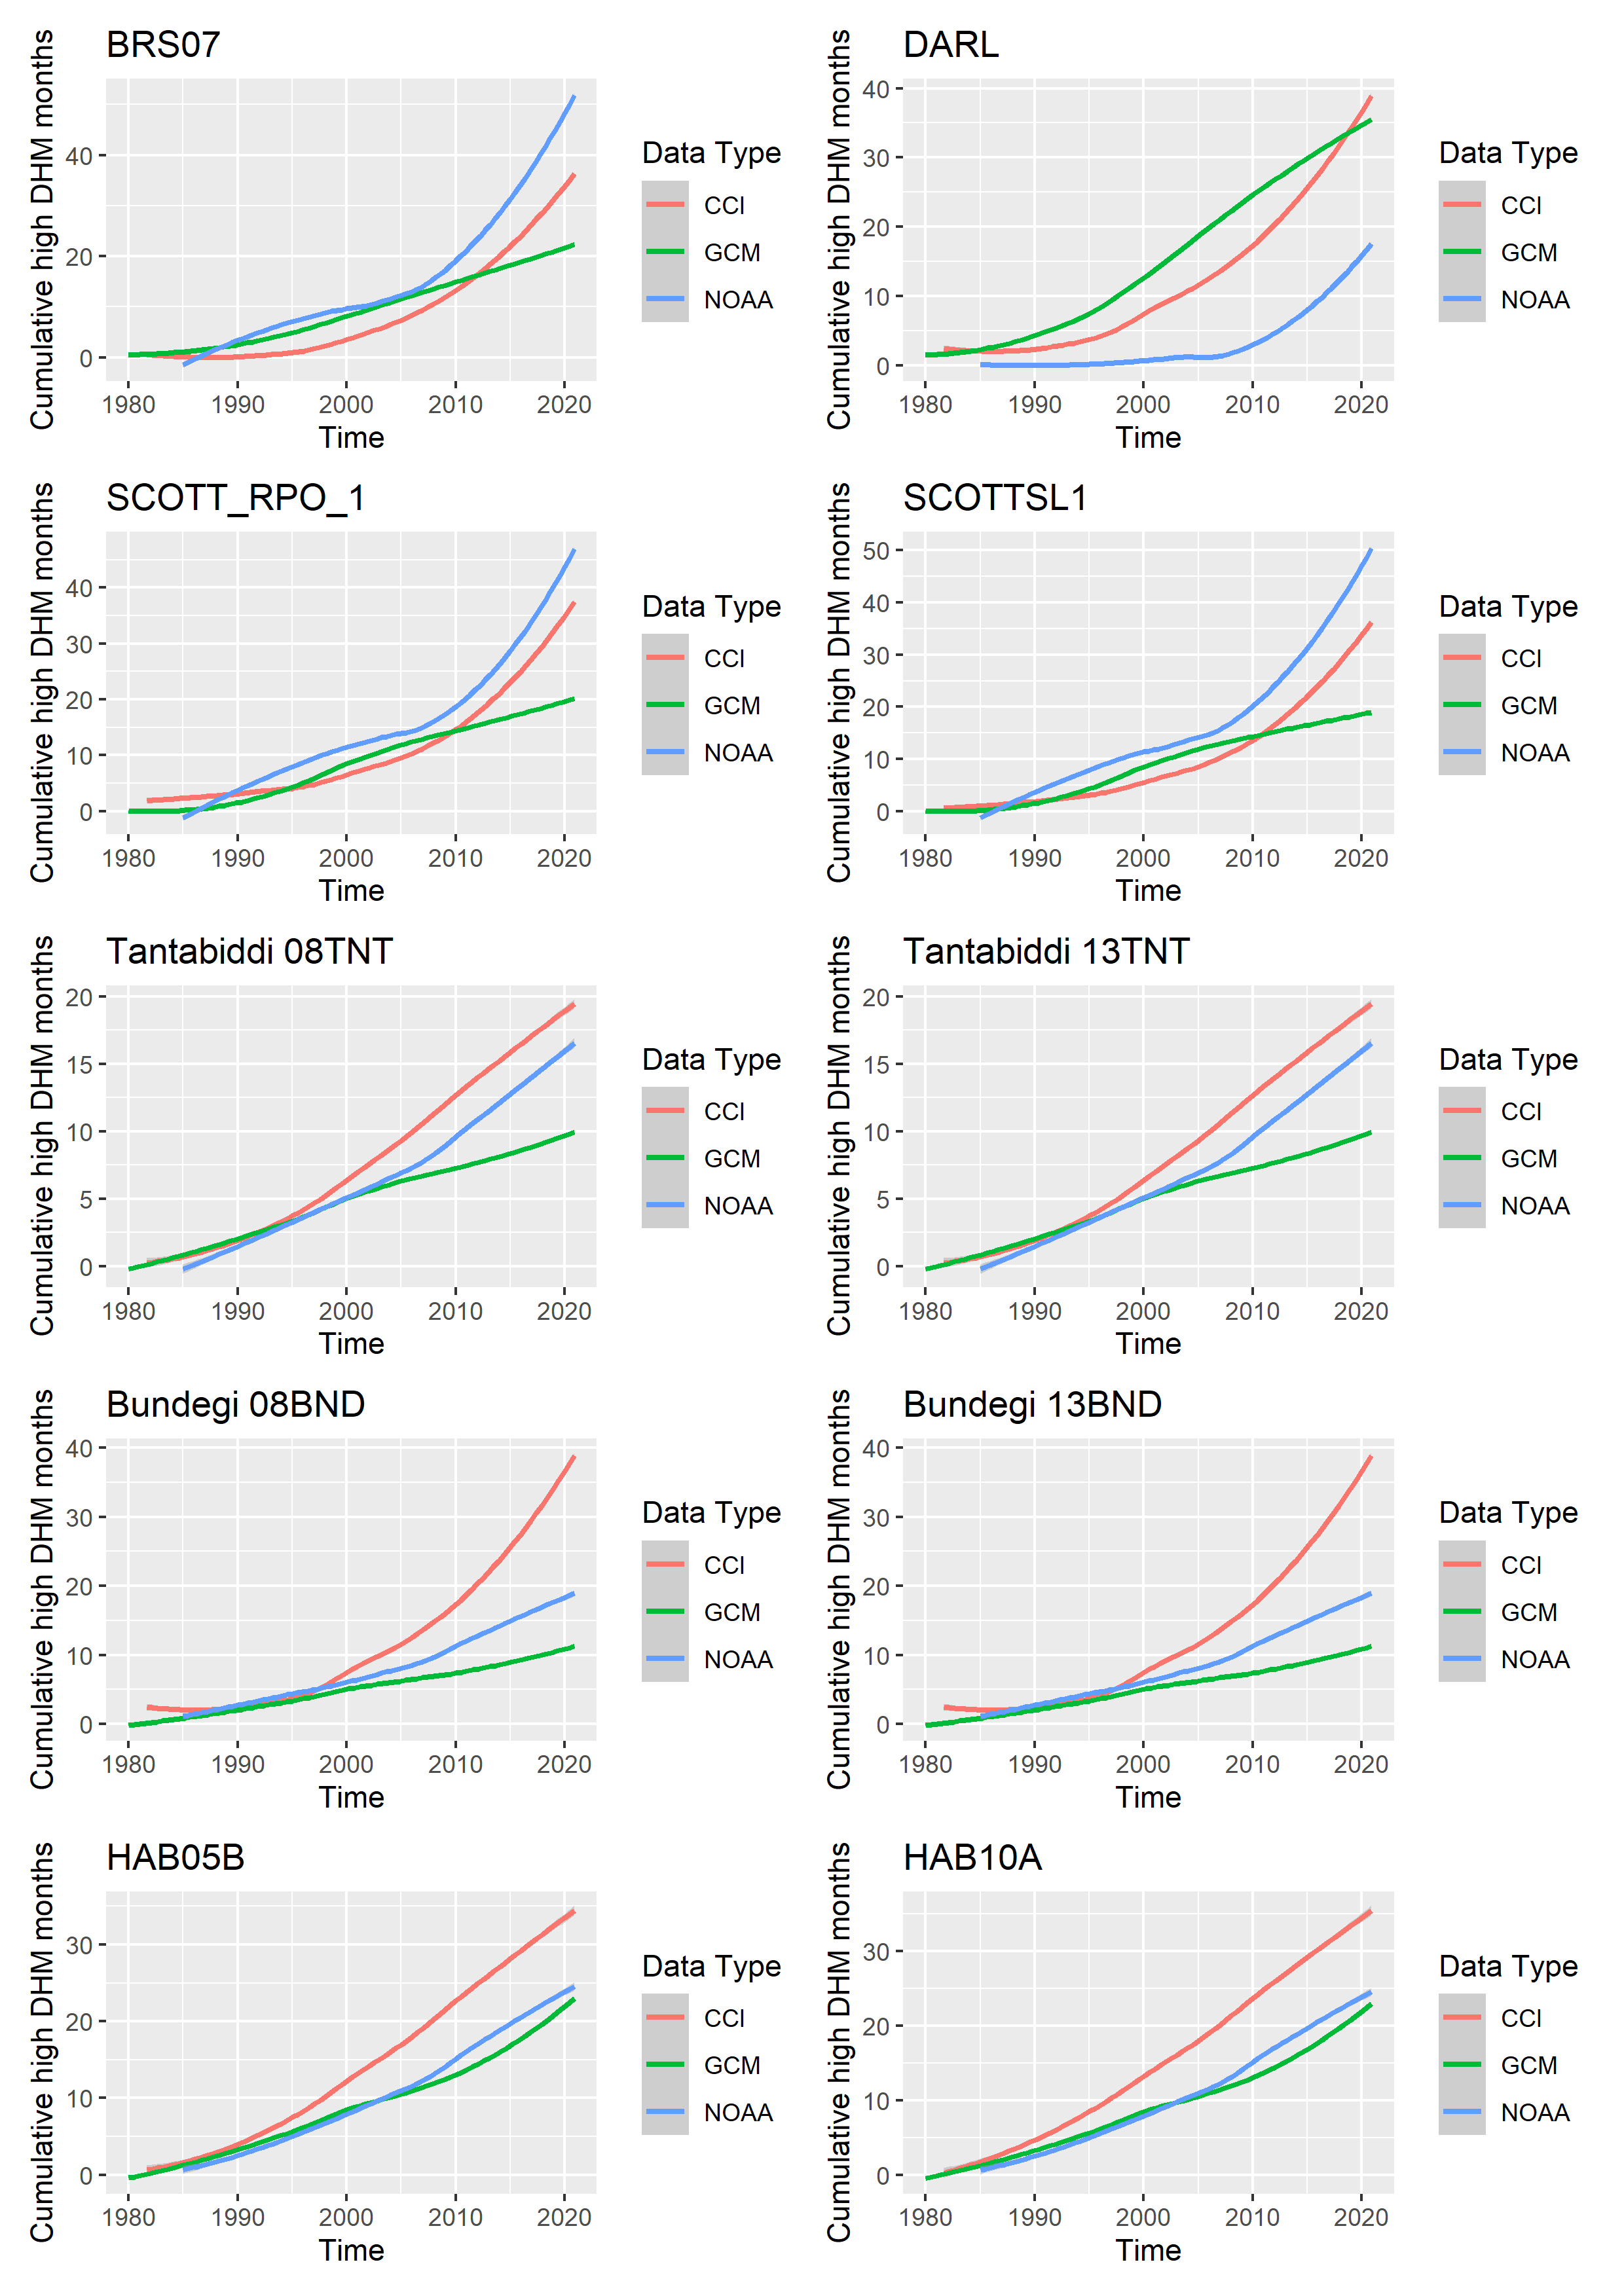 BRS07
Cumulative high DHM months
40
20
0
1980 1990 2000 2010 2020
Time
Data Type
CCI
GCM
NOAA
DARL
Cumulative high DHM months
40
30
20
10
0
1980 1990 2000 2010 2020
Time
Data Type
CCI
GCM
NOAA
SCOTT_RPO_1
Cumulative high DHM months
40
30
20
10
0
1980 1990 2000 2010 2020
Time
Data Type
CCI
GCM
NOAA
SCOTTSL1
Cumulative high DHM months
50
40
30
20
10
0
1980 1990 2000 2010 2020
Time
Data Type
CCI
GCM
NOAA
Tantabiddi 08TNT
Cumulative high DHM months
20
15
10
5
0
1980 1990 2000 2010 2020
Time
Data Type
CCI
GCM
NOAA
Tantabiddi 13TNT
Cumulative high DHM months
20
15
10
5
0
1980 1990 2000 2010 2020
Time
Data Type
CCI
GCM
NOAA
Bundegi 08BND
Cumulative high DHM months
40
30
20
10
0
1980 1990 2000 2010 2020
Time
Data Type
CCI
GCM
NOAA
Bundegi 13BND
Cumulative high DHM months
40
30
20
10
0
1980 1990 2000 2010 2020
Time
Data Type
CCI
GCM
NOAA
HAB05B
Cumulative high DHM months
30
20
10
0
1980 1990 2000 2010 2020
Time
Data Type
CCI
GCM
NOAA
HAB10A
Cumulative high DHM months
30
20
10
0
1980 1990 2000 2010 2020
Time
Data Type
CCI
GCM
NOAA